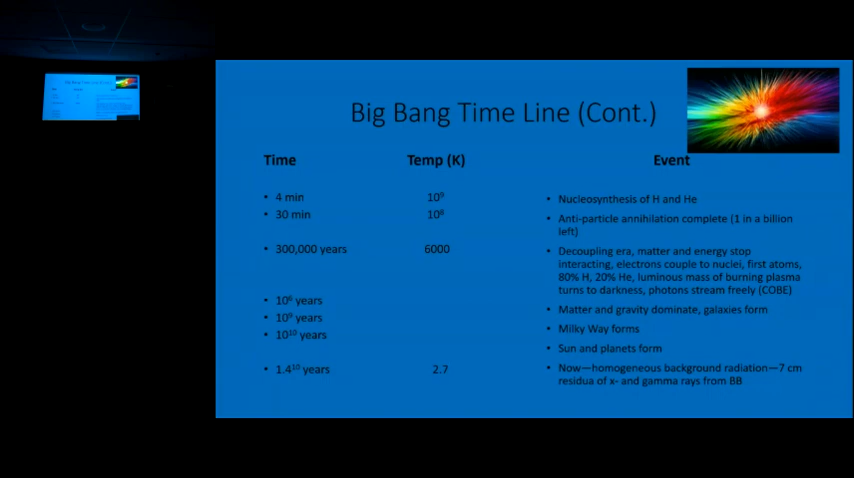 Big Bang Time Line (Cont.)
Time Temp (K) Event
• 4 min 10⁹
• 30 min 10⁸
• 300,000 years 6000
• 10⁶ years
• 10⁹ years
• 10¹⁰ years
• 1.4¹⁰ years 2.7
• Nucleosynthesis of H and He
• Anti-particle annihilation complete (1 in a billion
left)
• Decoupling era, matter and energy stop
interacting, electrons couple to nuclei, first atoms,
80% H, 20% He, luminous mass of burning plasma
turns to darkness, photons stream freely (COBE)
• Matter and gravity dominate, galaxies form
• Milky Way forms
• Sun and planets form
• Now—homogeneous background radiation—7 cm
residua of x- and gamma rays from BB